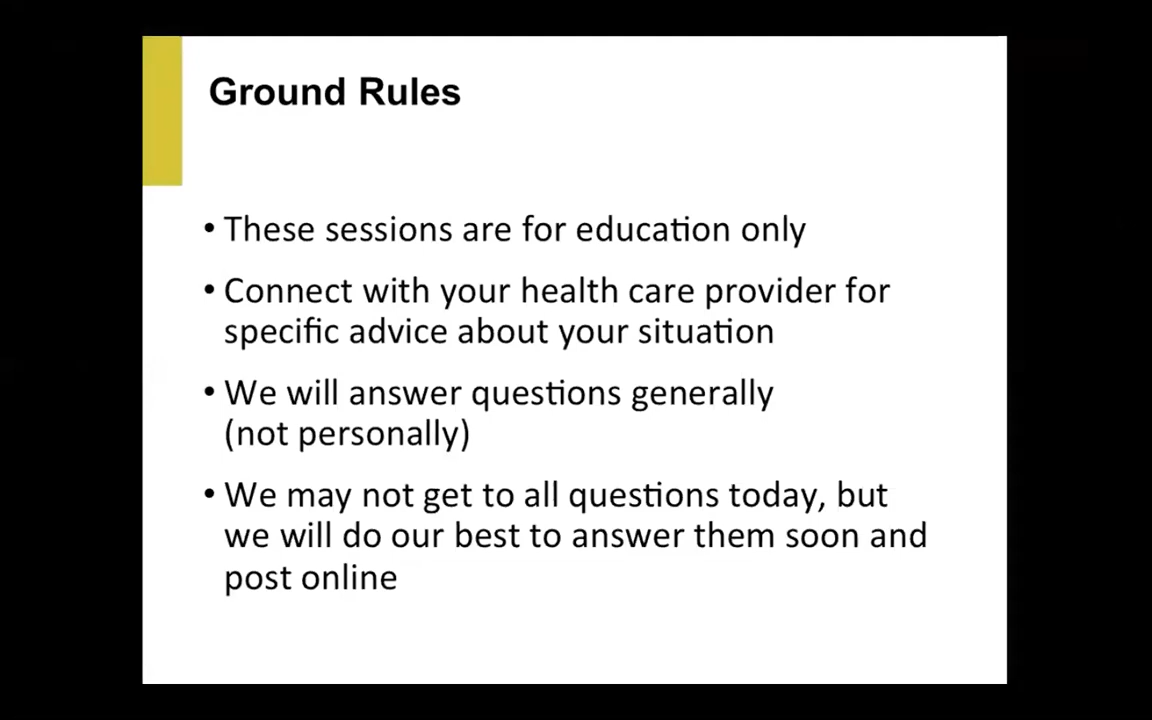 Ground Rules
• These sessions are for education only
• Connect with your health care provider for
specific advice about your situation
• We will answer questions generally
(not personally)
• We may not get to all questions today, but
we will do our best to answer them soon and
post online